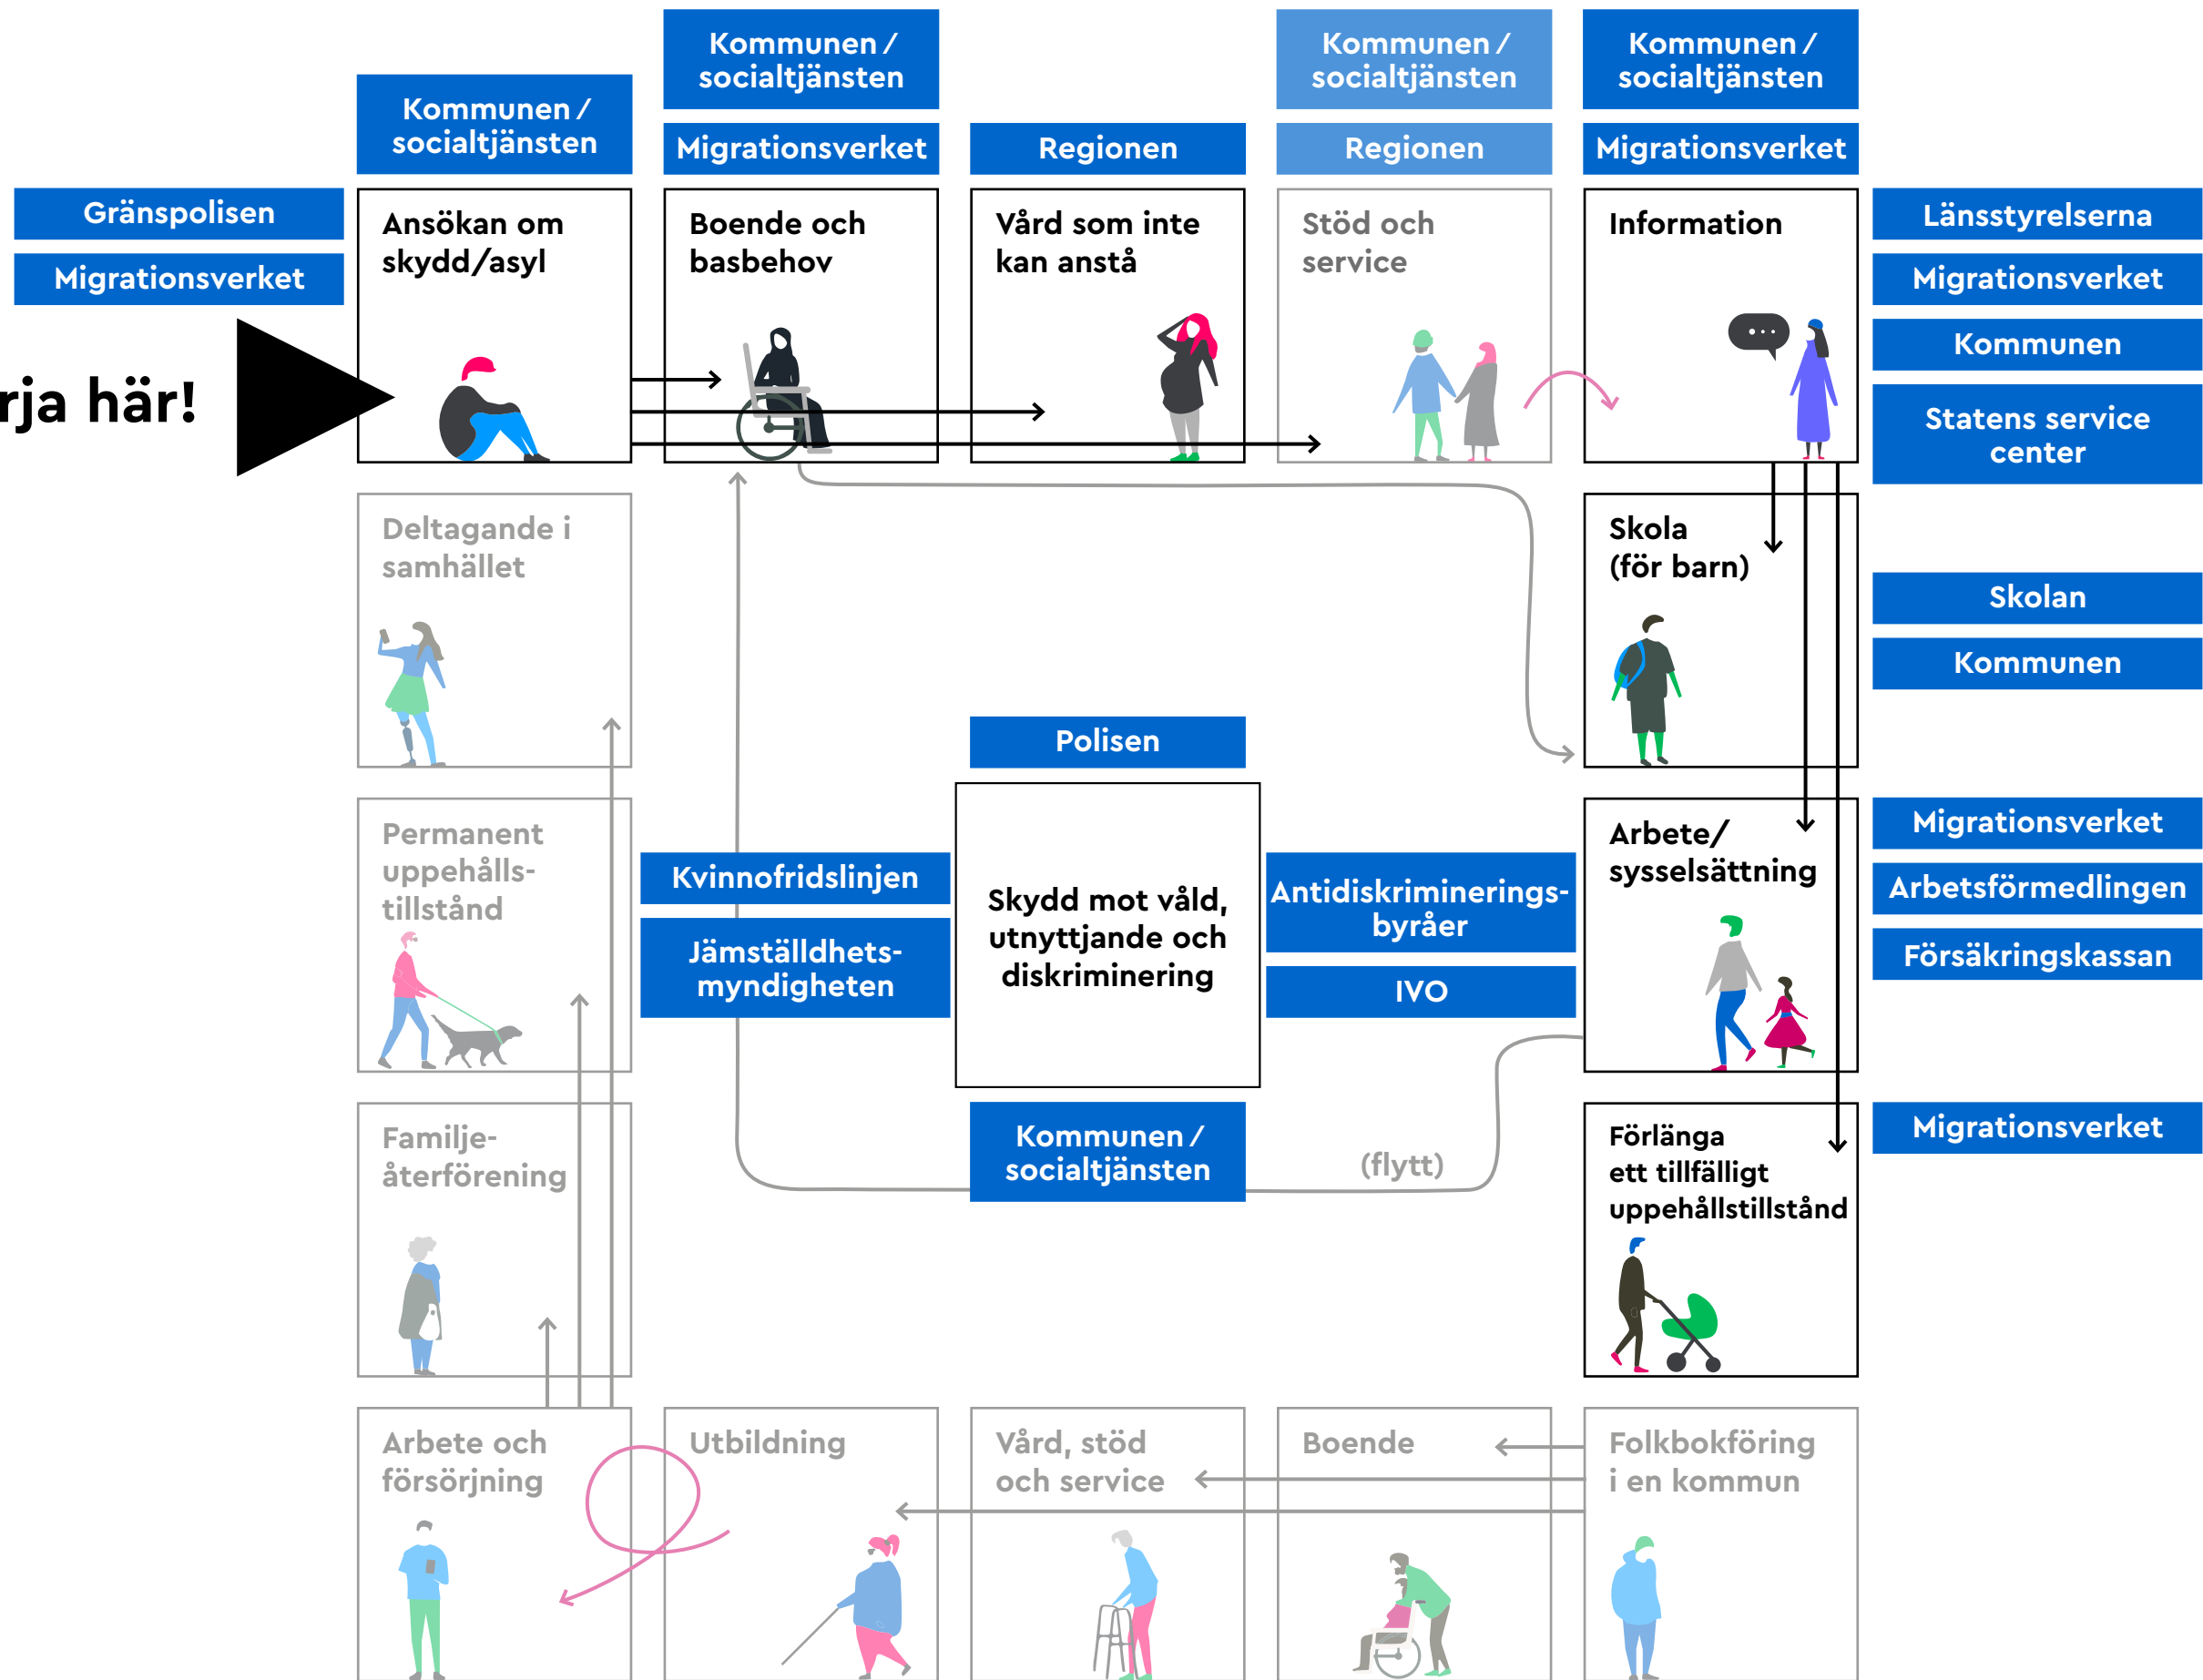 Kommunen /
socialtjänsten
Kommunen /
socialtjänsten
Kommunen /
socialtjänsten
Kommunen /
socialtjänsten
Migrationsverket
Regionen
Regionen
Migrationsverket
Gränspolisen
Migrationsverket
rja här!
Ansökan om
skydd/asyl
Boende och
basbehov
Vård som inte
kan anstå
Stöd och
service
Information
Länsstyrelserna
Migrationsverket
Kommunen
Statens service
center
Deltagande i
samhället
Skola
(för barn)
Skolan
Kommunen
Polisen
Permanent
uppehålls-
tillstånd
Kvinnofridslinjen
Jämställdhets-
myndigheten
Skydd mot våld,
utnyttjande och
diskriminering
Antidiskriminerings-
byråer
IVO
Arbete/
sysselsättning
Migrationsverket
Arbetsförmedlingen
Försäkringskassan
Familje-
återförening
Kommunen /
socialtjänsten
(flytt)
Förlänga
ett tillfälligt
uppehållstillstånd
Migrationsverket
Arbete och
försörjning
Utbildning
Vård, stöd
och service
Boende
Folkbokföring
i en kommun